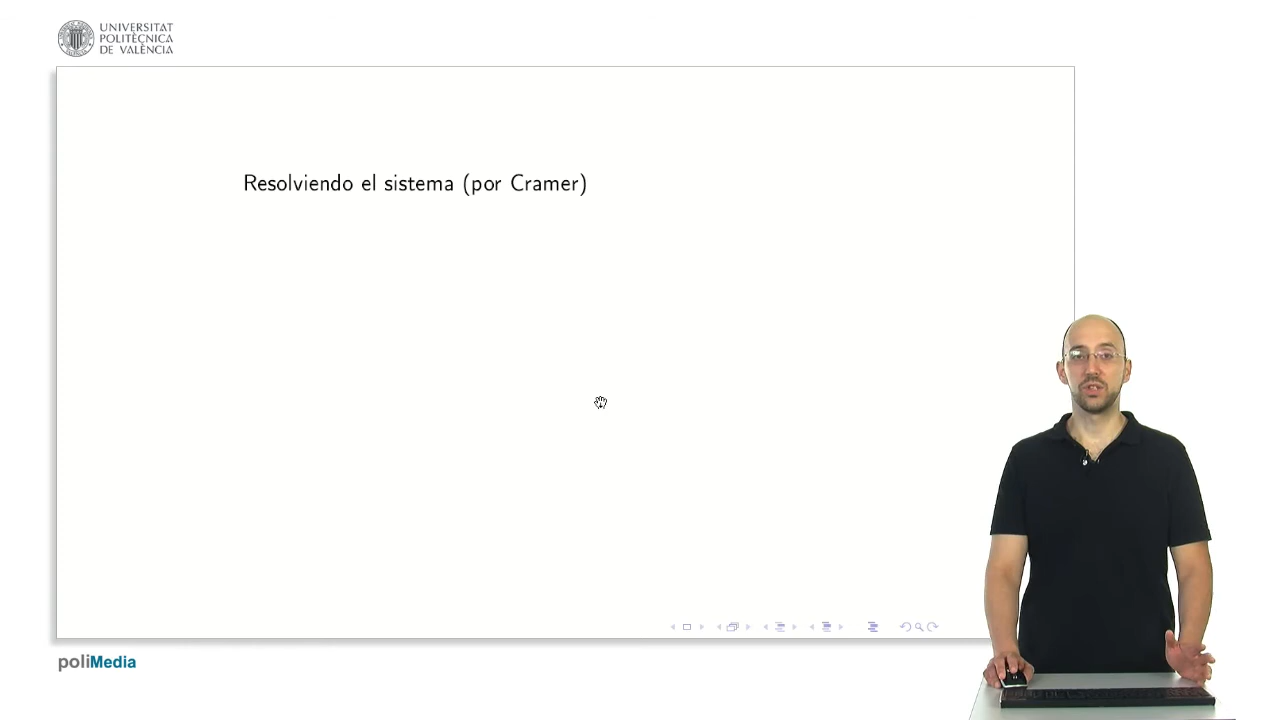 UNIVERSITAT
POLITÈCNICA
DE VALÈNCIA
Resolviendo el sistema (por Cramer)
poliMedia